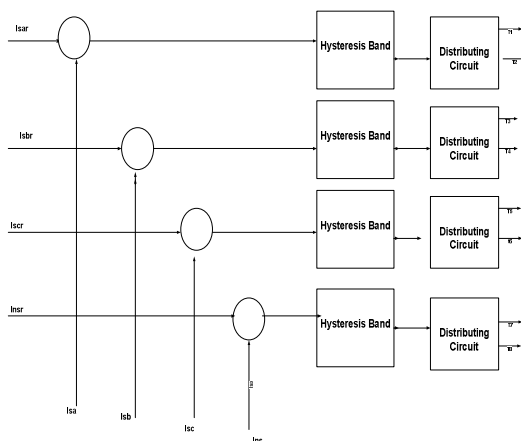 Isar
Hysteresis Band
Distributing
Circuit
T1
T2
Isbr
Hysteresis Band
Distributing
Circuit
T3
T4
Iscr
Hysteresis Band
Distributing
Circuit
T5
t6
Insr
Hysteresis Band
Distributing
Circuit
T7
T8
Isa
Isb
Isc